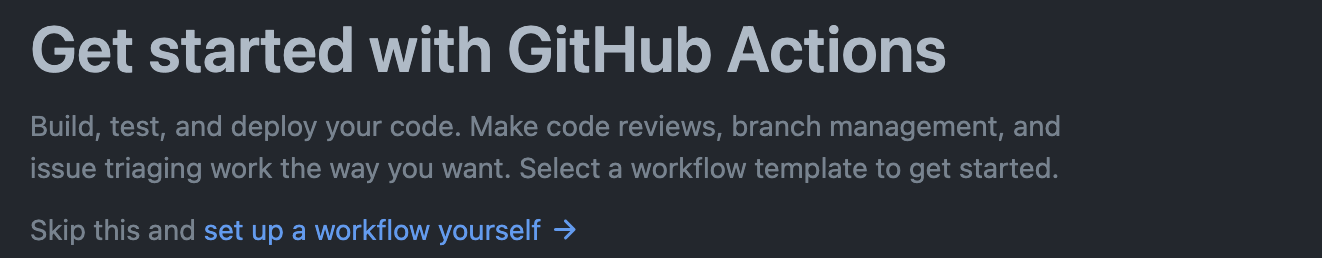 Get started with GitHub Actions
Build, test, and deploy your code. Make code reviews, branch management, and
issue triaging work the way you want. Select a workflow template to get started.
Skip this and set up a workflow yourself →